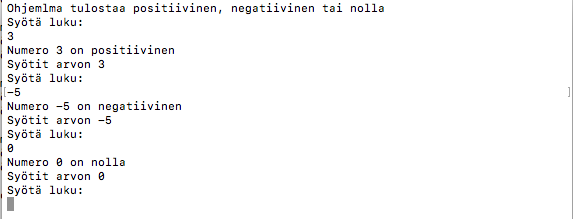 Ohjemlma tulostaa positiivinen, negatiivinen tai nolla
Syötä luku:
3
Numero 3 on positiivinen
Syötit arvon 3
Syötä luku:
-5
Numero -5 on negatiivinen
Syötit arvon -5
Syötä luku:
0
Numero 0 on nolla
Syötit arvon 0
Syötä luku: